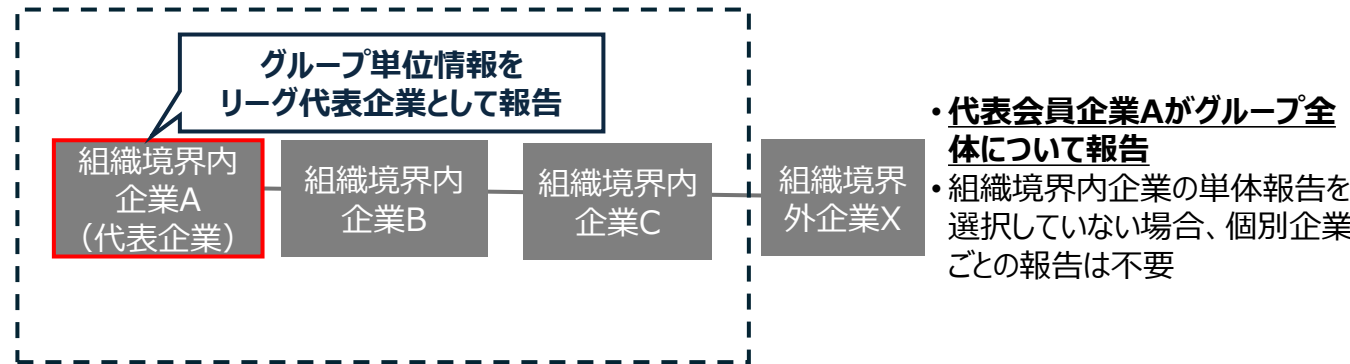 グループ単位情報を
リーグ代表企業として報告
組織境界内
企業A
（代表企業）
組織境界内
企業B
組織境界内
企業C
組織境界
外企業X
• 代表会員企業Aがグループ全
体について報告
• 組織境界内企業の単体報告を
選択していない場合、個別企業
ごとの報告は不要